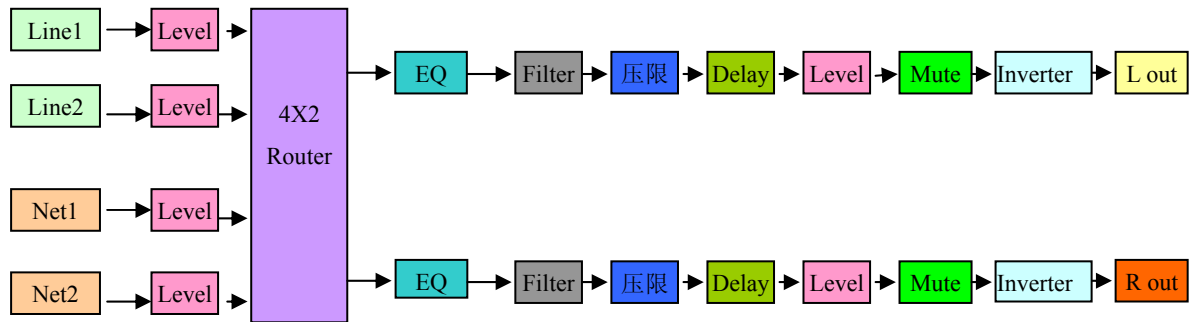 Line1 Level
Line2 Level
Net1 Level
Net2 Level
4X2
Router
EQ Filter 压限 Delay Level Mute Inverter L out
EQ Filter 压限 Delay Level Mute Inverter R out